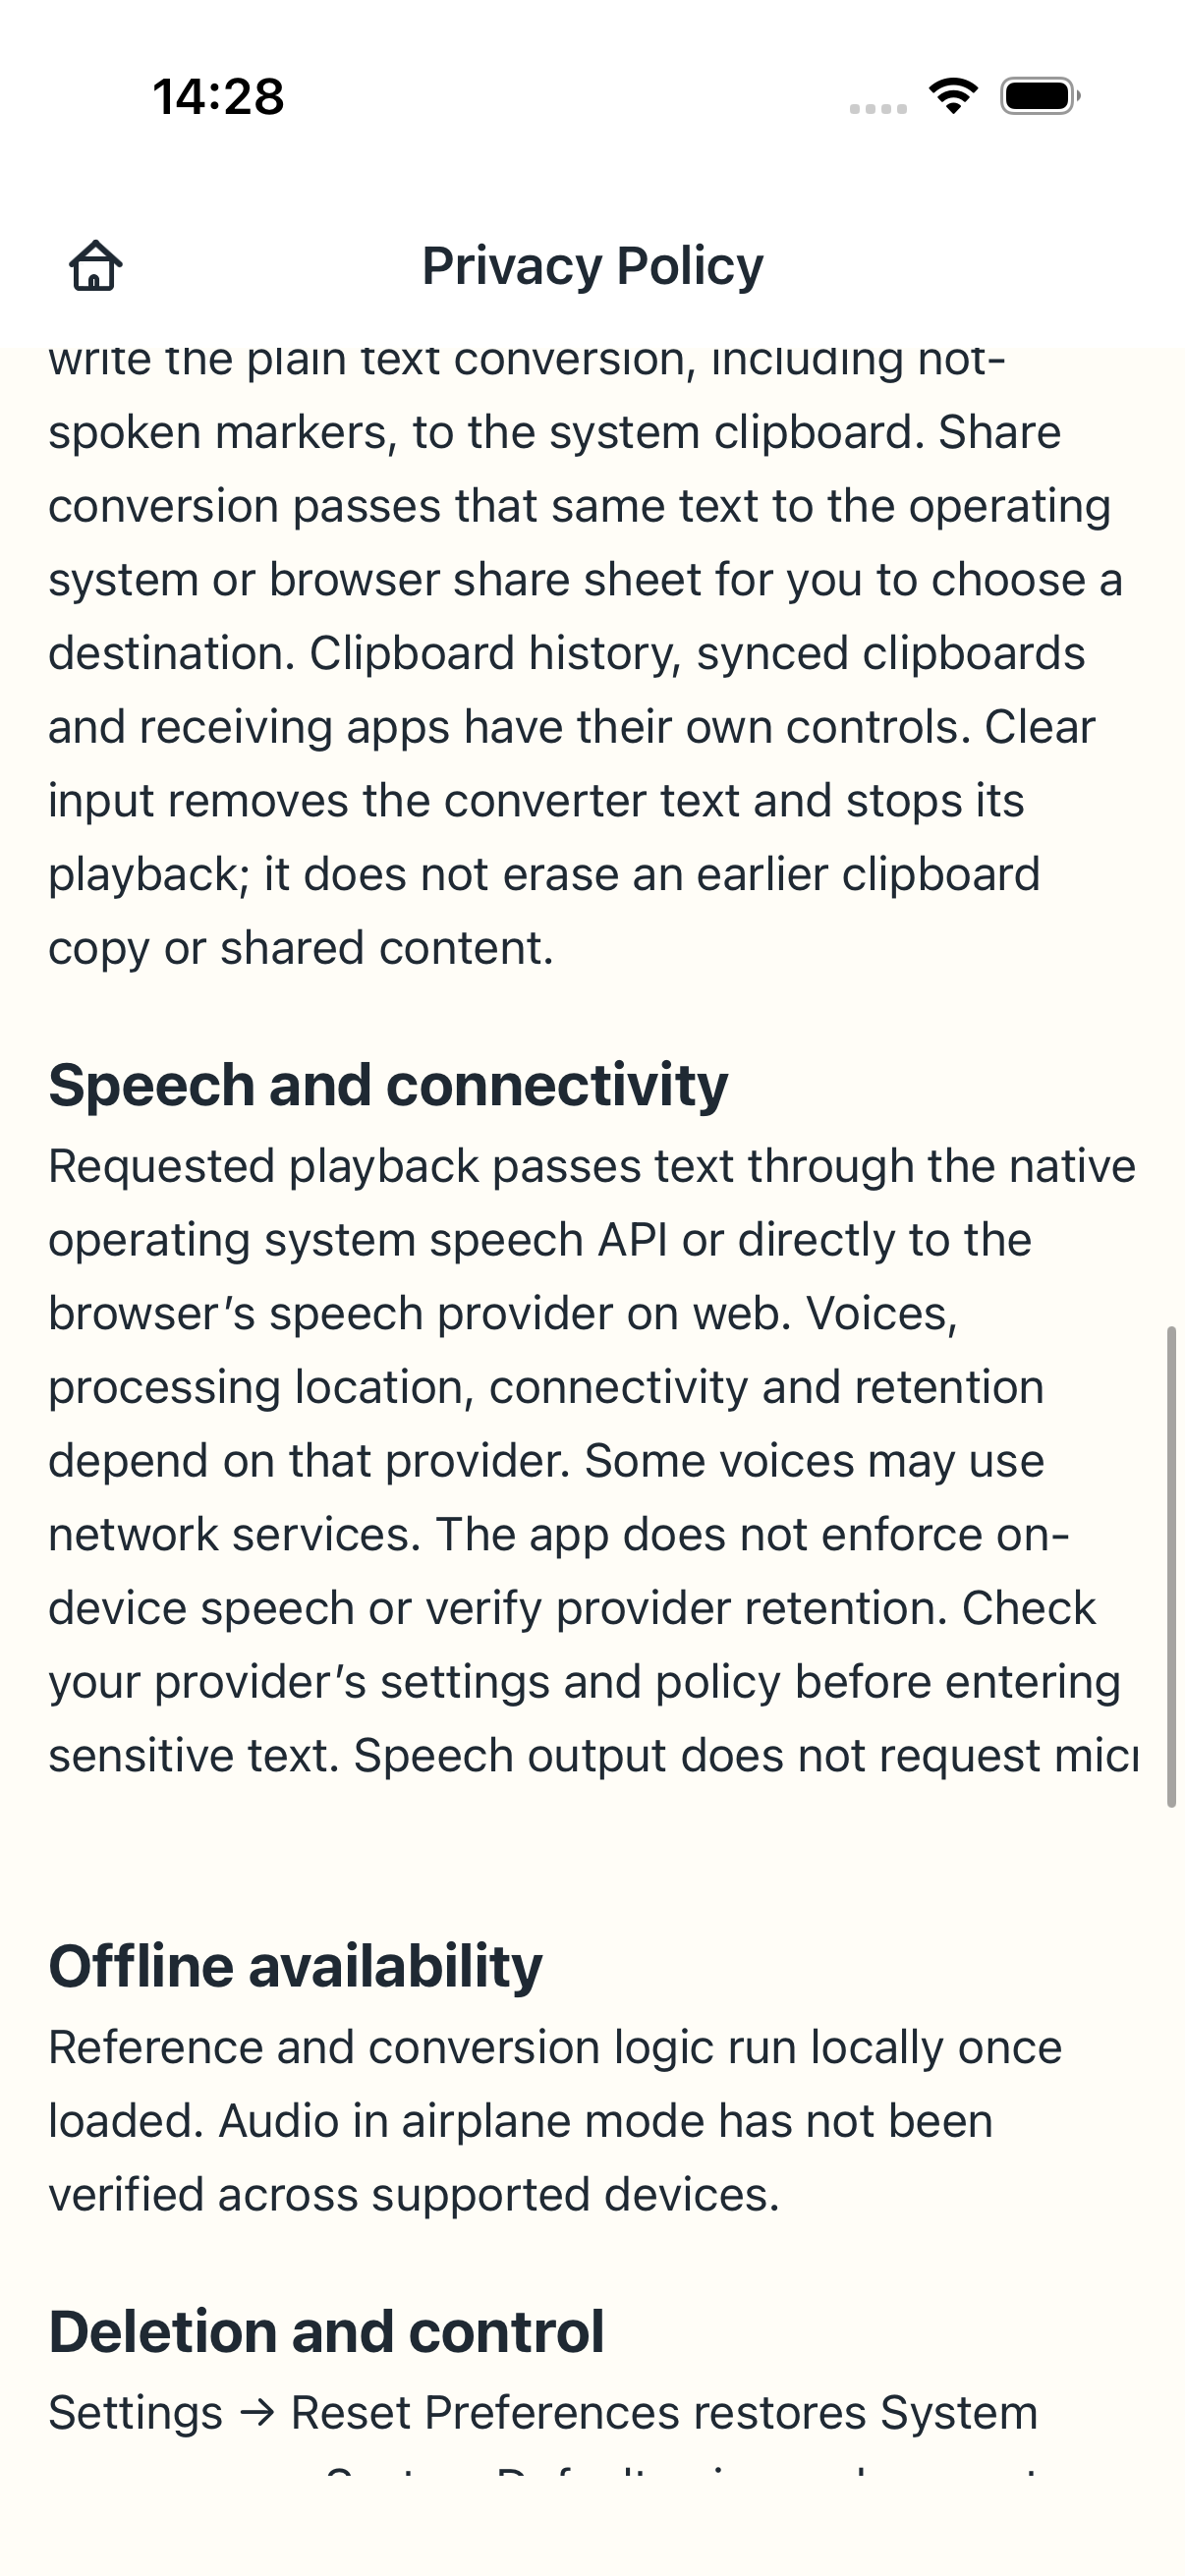 14:28
Privacy Policy
write the plain text conversion, including not-
spoken markers, to the system clipboard. Share
conversion passes that same text to the operating
system or browser share sheet for you to choose a
destination. Clipboard history, synced clipboards
and receiving apps have their own controls. Clear
input removes the converter text and stops its
playback; it does not erase an earlier clipboard
copy or shared content.
Speech and connectivity
Requested playback passes text through the native
operating system speech API or directly to the
browser’s speech provider on web. Voices,
processing location, connectivity and retention
depend on that provider. Some voices may use
network services. The app does not enforce on-
device speech or verify provider retention. Check
your provider’s settings and policy before entering
sensitive text. Speech output does not request
Offline availability
Reference and conversion logic run locally once
loaded. Audio in airplane mode has not been
verified across supported devices.
Deletion and control
Settings → Reset Preferences restores System